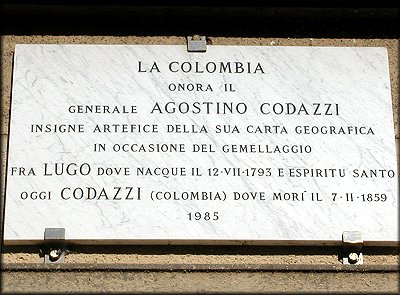 LA COLOMBIA
ONORA IL
GENERALE AGOSTINO CODAZZI
INSIGNE ARTEFICE DELLA SUA CARTA GEOGRAFICA
IN OCCASIONE DEL GEMELLAGGIO
FRA LUGO DOVE NACQUE IL 12-VII-1793 E ESPIRITU SANTO
OGGI CODAZZI (COLOMBIA) DOVE MORÍ IL 7-II-1859
1985